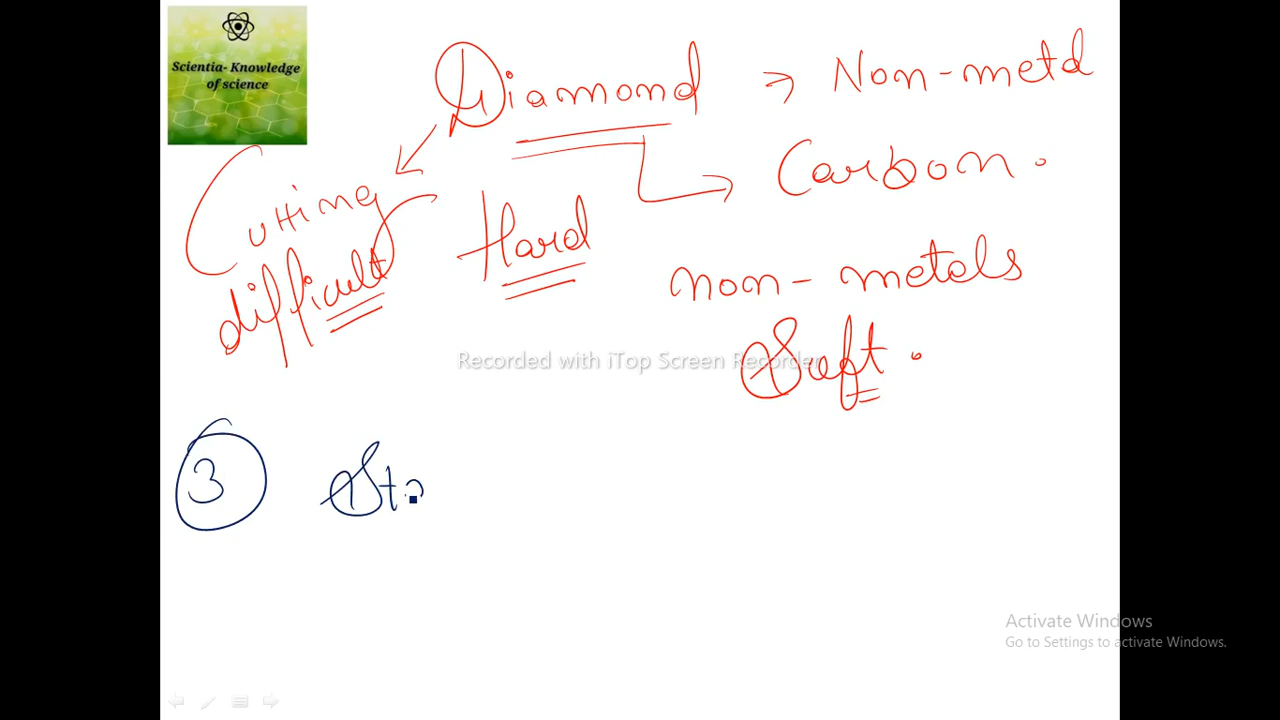 Scientia- Knowledge
of science
Diamond → Non-metal
Carbon.
Cutting
difficult
Hard
non-metals
Soft.
Recorded with iTop Screen Recorder
3
Activate Windows
Go to Settings to activate Windows.